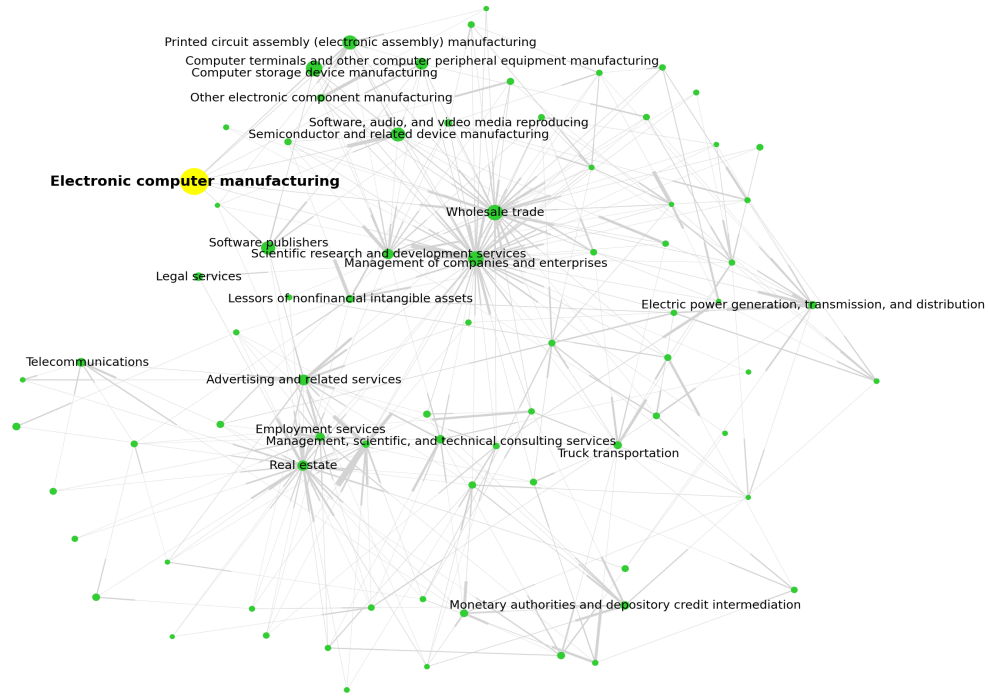 Printed circuit assembly (electronic assembly) manufacturing
Computer terminals and other computer peripheral equipment manufacturing
Computer storage device manufacturing
Other electronic component manufacturing
Software, audio, and video media reproducing
Semiconductor and related device manufacturing
Electronic computer manufacturing
Wholesale trade
Software publishers
Scientific research and development services
Management of companies and enterprises
Legal services
Lessors of nonfinancial intangible assets
Electric power generation, transmission, and distribution
Telecommunications
Advertising and related services
Employment services
Management, scientific, and technical consulting services
Truck transportation
Real estate
Monetary authorities and depository credit intermediation